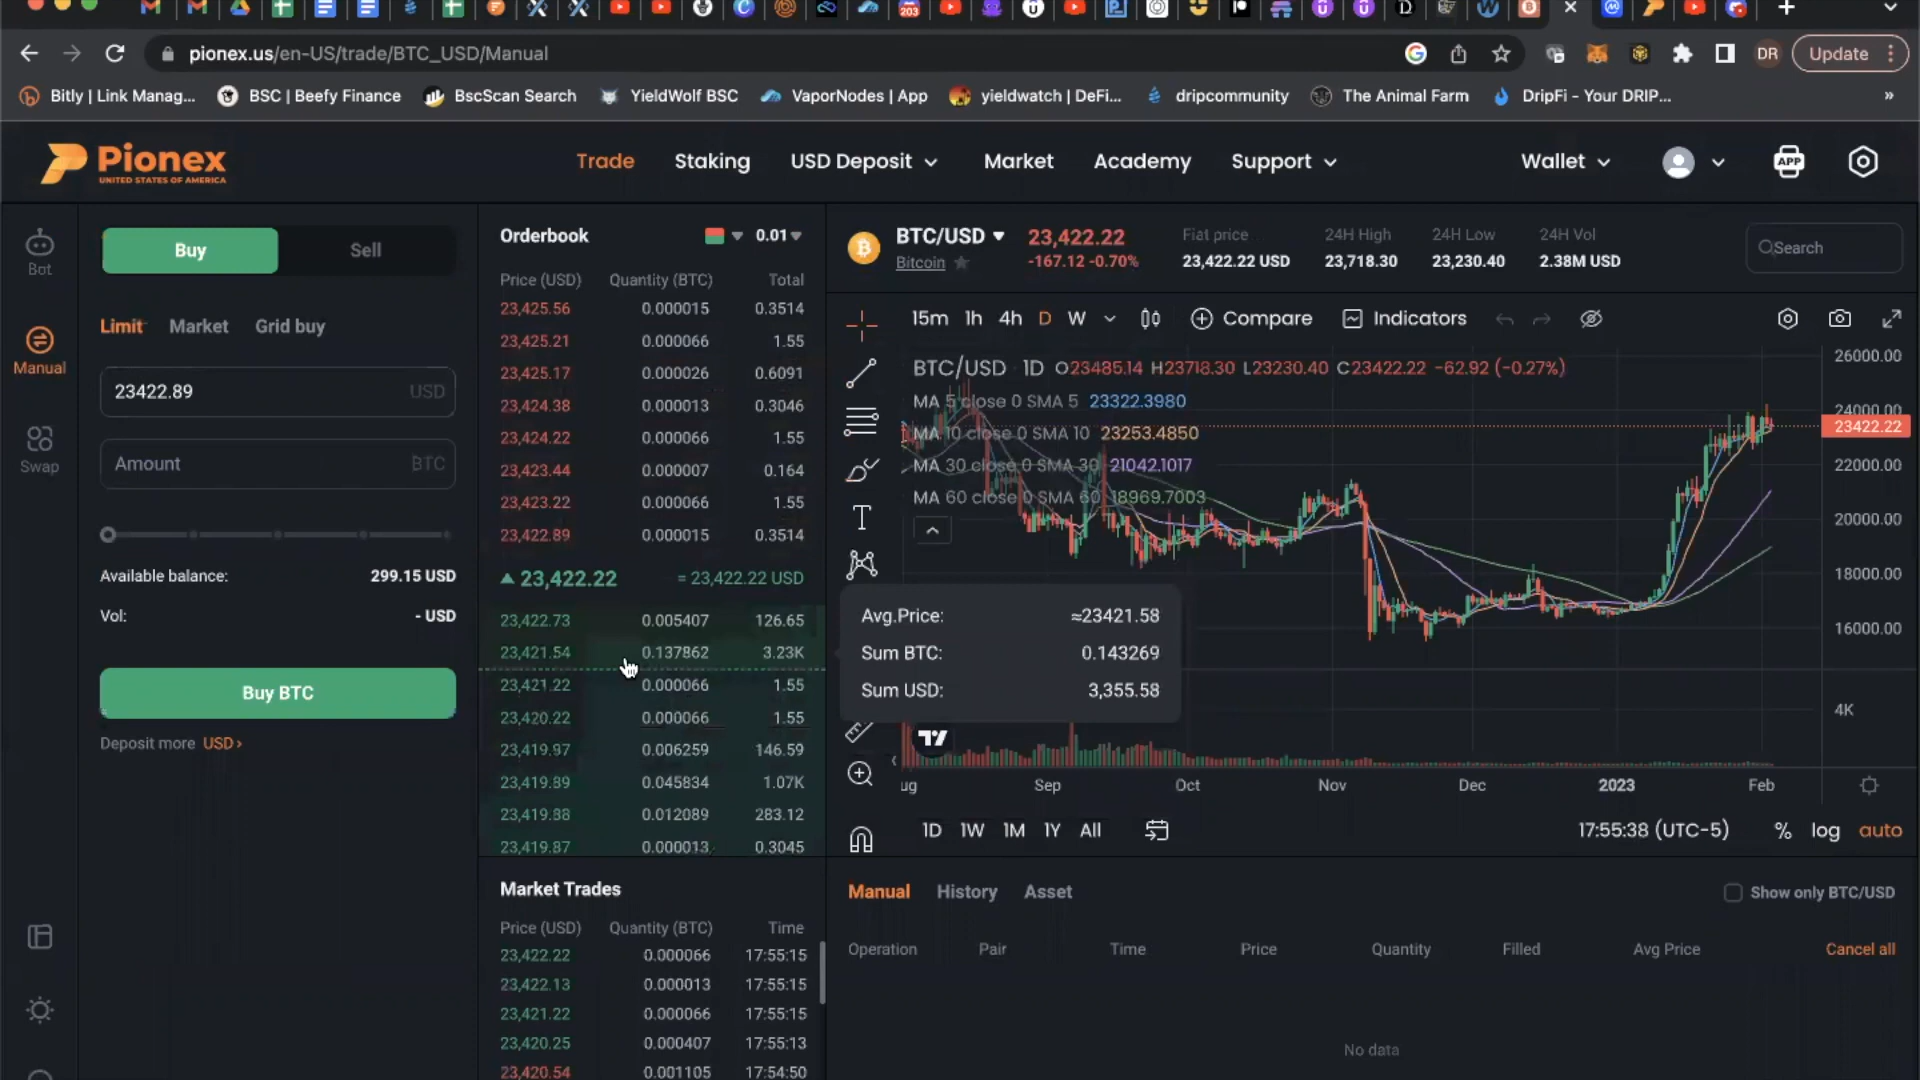 pionex.us/en-US/trade/BTC_USD/Manual
DR
Update
Bitly | Link Manag...
BSC | Beefy Finance
BscScan Search
YieldWolf BSC
VaporNodes | App
yieldwatch | DeFi...
dripcommunity
The Animal Farm
DripFi - Your DRIP...
»
Pionex
UNITED STATES OF AMERICA
Trade
Staking
USD Deposit
Market
Academy
Support
Wallet
APP
Bot
Manual
Swap
Buy
Sell
Limit
Market
Grid buy
23422.89
USD
Amount
BTC
Available balance:
299.15 USD
Vol:
- USD
Buy BTC
Deposit more USD ›
Orderbook
0.01
Price (USD) Quantity (BTC) Total
23,425.56 0.000015 0.3514
23,425.21 0.000066 1.55
23,425.17 0.000026 0.6091
23,424.38 0.000013 0.3046
23,424.22 0.000066 1.55
23,423.44 0.000007 0.164
23,423.22 0.000066 1.55
23,422.89 0.000015 0.3514
23,422.22 = 23,422.22 USD
23,422.73 0.005407 126.65
23,421.54 0.137862 3.23K
23,421.22 0.000066 1.55
23,420.22 0.000066 1.55
23,419.97 0.006259 146.59
23,419.89 0.045834 1.07K
23,419.88 0.012089 283.12
23,419.87 0.000013 0.3045
Market Trades
Price (USD) Quantity (BTC) Time
23,422.22 0.000066 17:55:15
23,422.13 0.000013 17:55:15
23,421.22 0.000066 17:55:15
23,420.25 0.000407 17:55:13
23,420.54 0.001105 17:54:50
BTC/USD
Bitcoin
23,422.22
-167.12 -0.70%
Fiat price
23,422.22 USD
24H High
23,718.30
24H Low
23,230.40
24H Vol
2.38M USD
Search
15m 1h 4h D W
Compare
Indicators
BTC/USD 1D O23485.14 H23718.30 L23230.40 C23422.22 -62.92 (-0.27%)
MA 5 close 0 SMA 5 23322.3980
MA 10 close 0 SMA 10 23253.4850
MA 30 close 0 SMA 30 21042.1017
MA 60 close 0 SMA 60 18969.7003
Avg.Price: ≈23421.58
Sum BTC: 0.143269
Sum USD: 3,355.58
26000.00
24000.00
23422.22
22000.00
20000.00
18000.00
16000.00
4K
ug Sep Oct Nov Dec 2023 Feb
1D 1W 1M 1Y All
17:55:38 (UTC-5) % log auto
Manual
History
Asset
Show only BTC/USD
Operation Pair Time Price Quantity Filled Avg Price Cancel all
No data